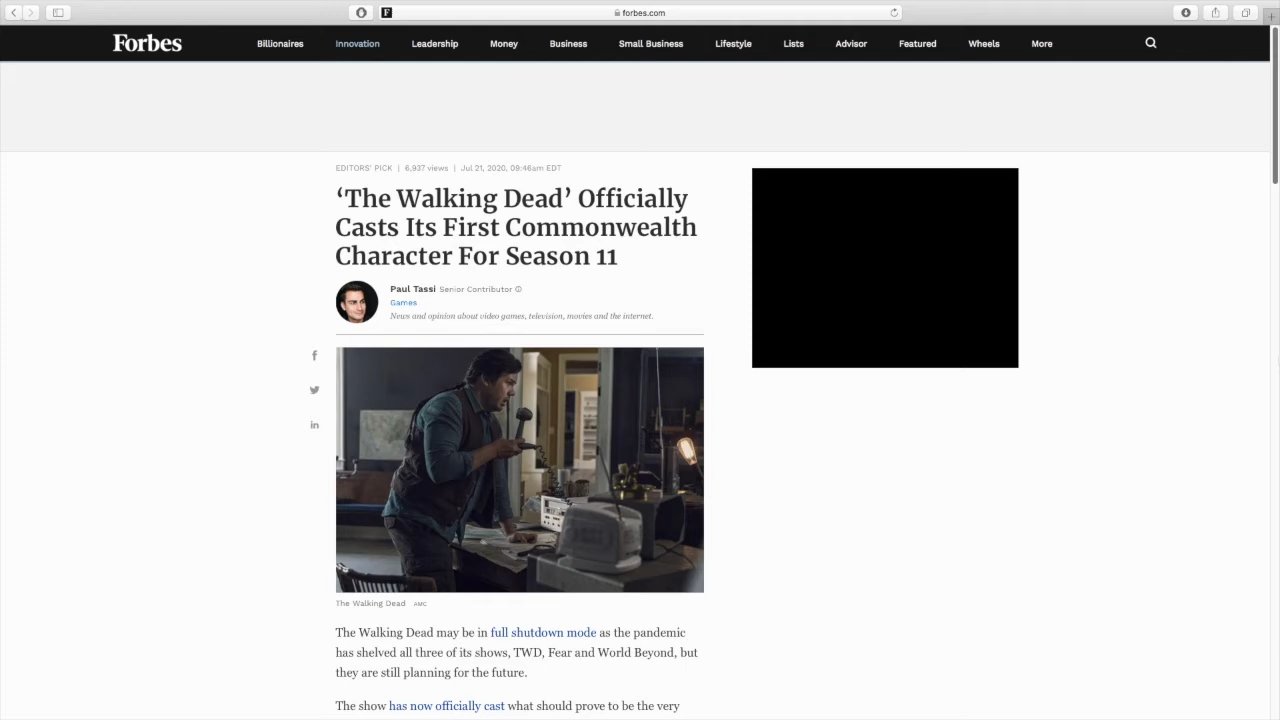 F forbes.com
Forbes Billionaires Innovation Leadership Money Business Small Business Lifestyle Lists Advisor Featured Wheels More
EDITORS' PICK | 6,937 views | Jul 21, 2020, 09:46am EDT
‘The Walking Dead’ Officially
Casts Its First Commonwealth
Character For Season 11
Paul Tassi Senior Contributor
Games
News and opinion about video games, television, movies and the internet.
f
in
The Walking Dead AMC
The Walking Dead may be in full shutdown mode as the pandemic
has shelved all three of its shows, TWD, Fear and World Beyond, but
they are still planning for the future.
The show has now officially cast what should prove to be the very